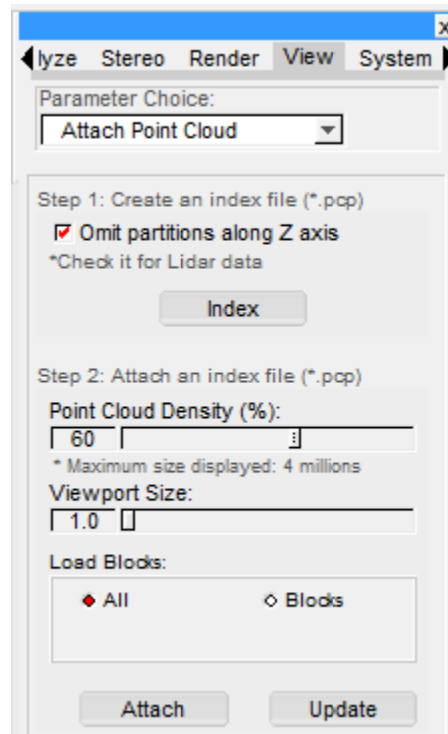 x
lyze Stereo Render View System
Parameter Choice:
Attach Point Cloud
Step 1: Create an index file (*.pcp)
Omit partitions along Z axis
*Check it for Lidar data
Index
Step 2: Attach an index file (*.pcp)
Point Cloud Density (%):
60
* Maximum size displayed: 4 millions
Viewport Size:
1.0
Load Blocks:
All Blocks
Attach Update